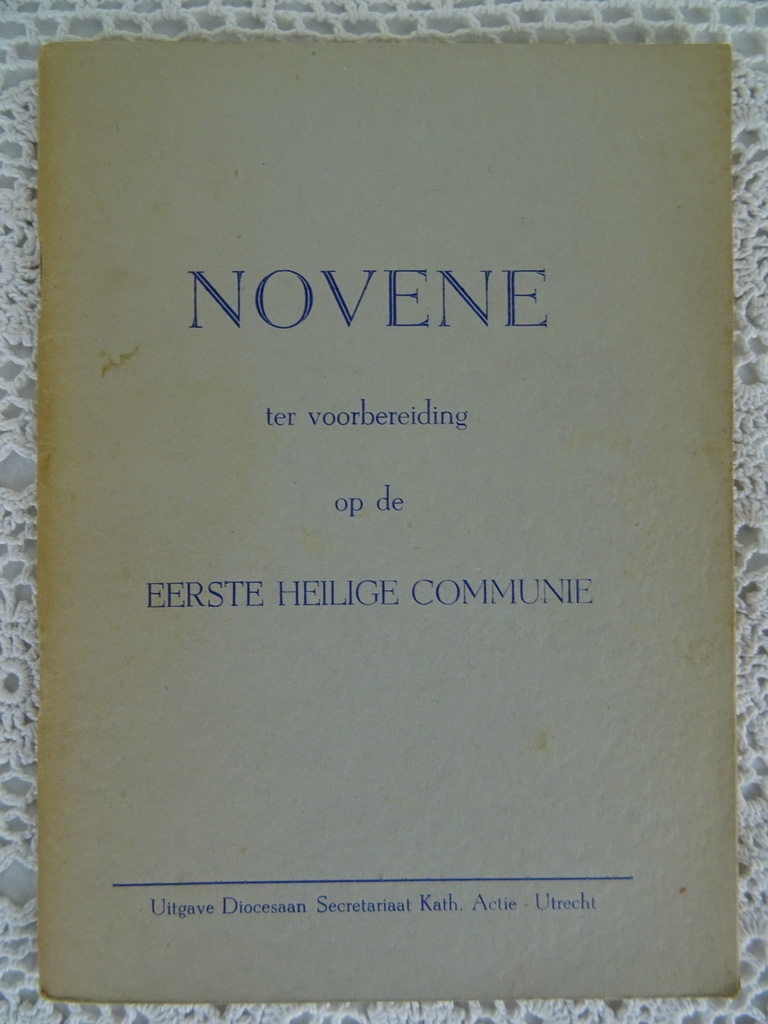 NOVENE
ter voorbereiding
op de
EERSTE HEILIGE COMMUNIE
Uitgave Diocesaan Secretariaat Kath. Actie - Utrecht